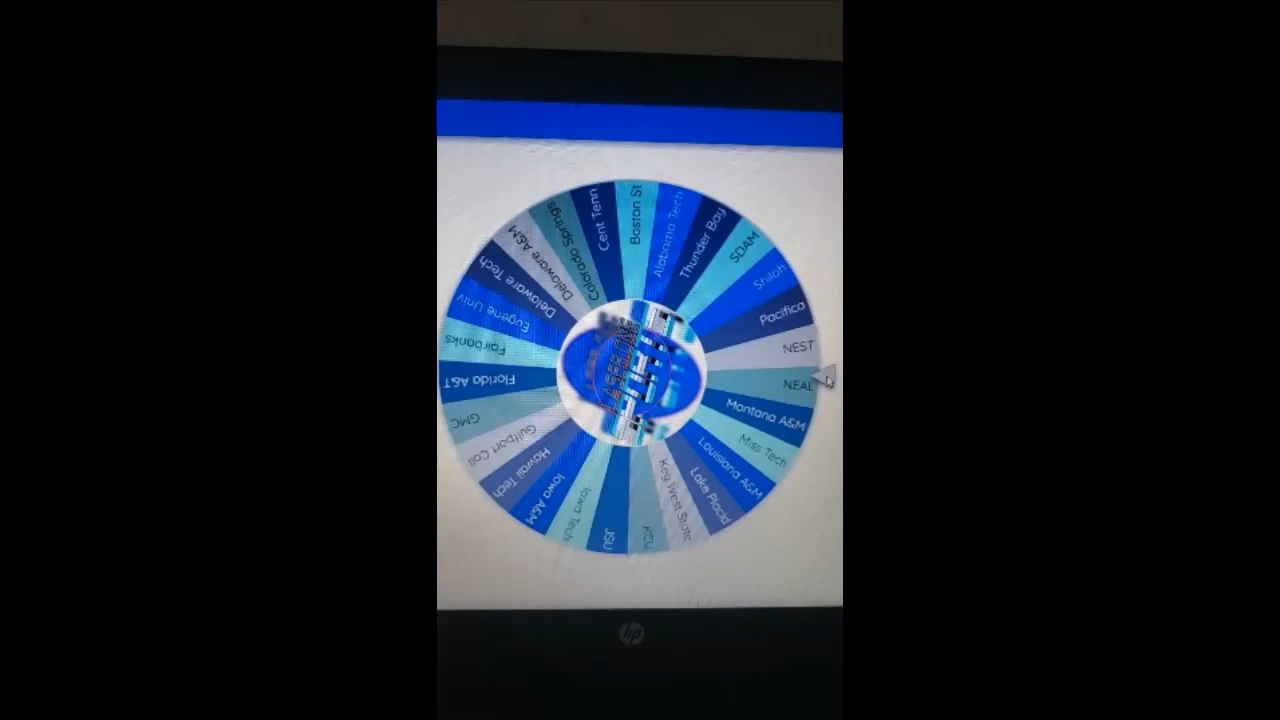 Boston St
Alabama Tech
Thunder Bay
SDAM
Shiloh
Pacifica
NEST
NEAT
Montana A&M
Miss Tech
Louisiana A&M
Lake Placid
Key West State
KCU
JSU
Iowa Tech
Iowa A&M
Hawaii Tech
Gulfport Coll
GMC
Florida A&T
Fairbanks
Eugene Univ
Delaware Tech
Delaware A&M
Colorado Springs
Cent Tenn
hp